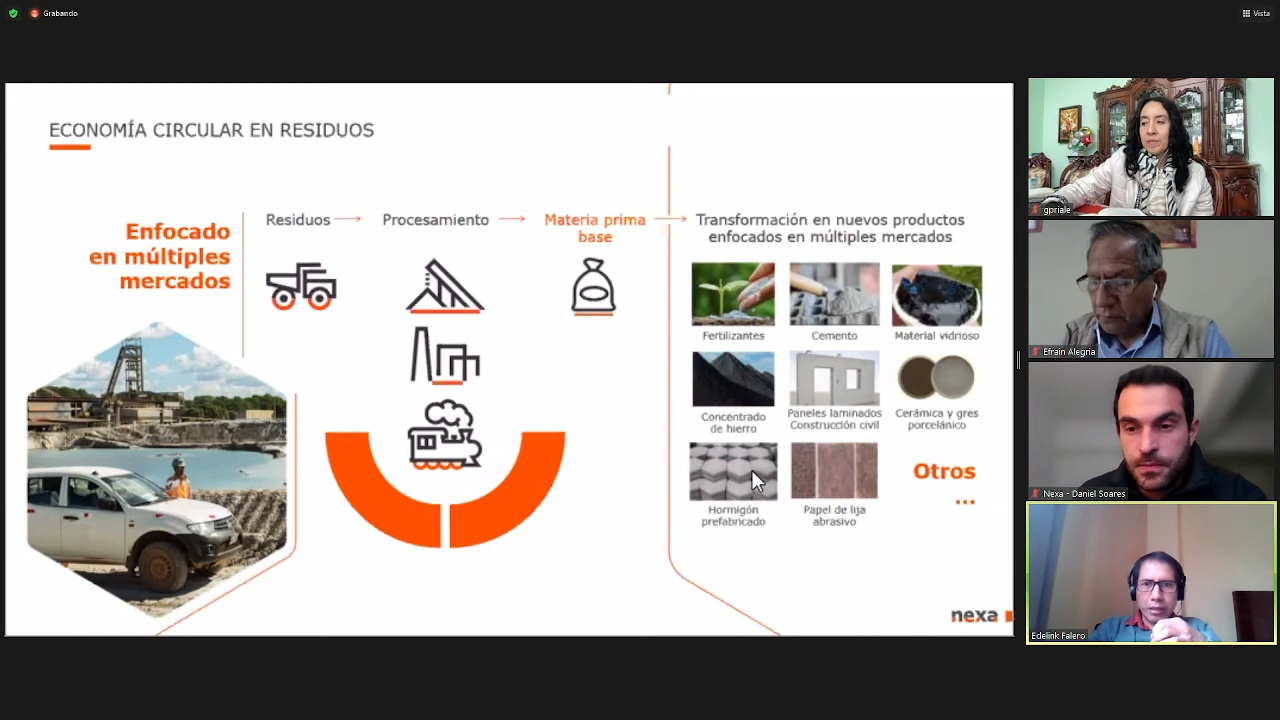 Grabando
Vista
ECONOMÍA CIRCULAR EN RESIDUOS
Enfocado
en múltiples
mercados
Residuos
Procesamiento
Materia prima
base
Transformación en nuevos productos
enfocados en múltiples mercados
Fertilizantes
Cemento
Material vidrioso
Concentrado
de hierro
Paneles laminados
Construcción civil
Cerámica y gres
porcelánico
Hormigón
prefabricado
Papel de lija
abrasivo
Otros
...
nexa
gpriale
Efrain Alegria
Nexa - Daniel Soares
Edelink Falero